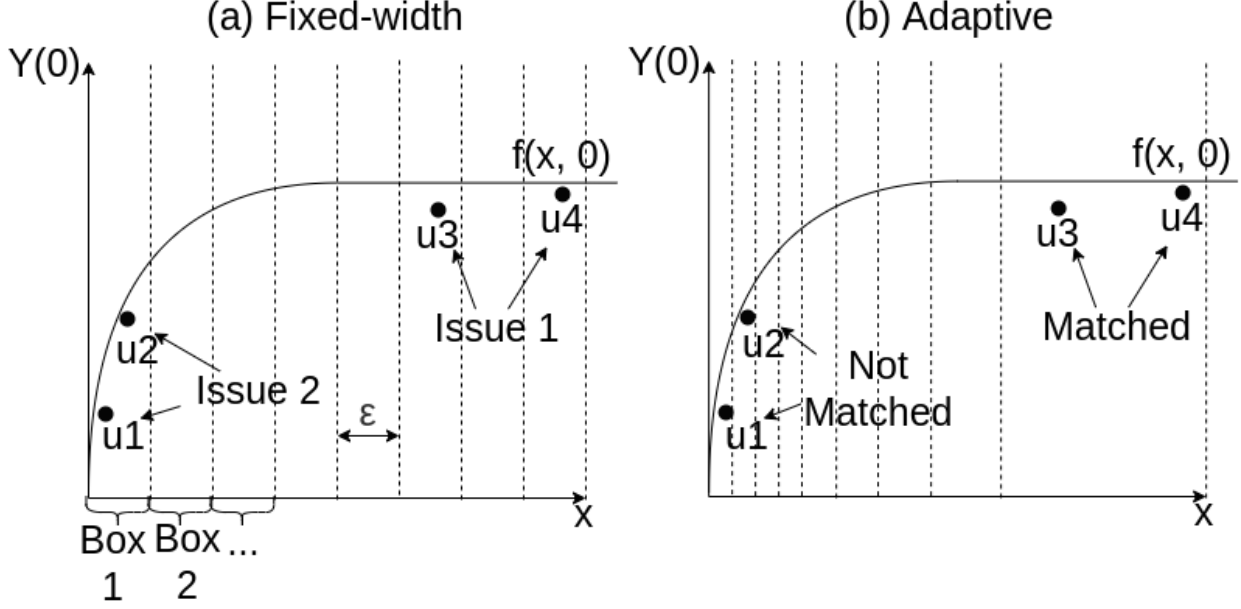 (a) Fixed-width
Y(0)
f(x, 0)
u4
u3
Issue 1
u2
Issue 2
u1
ε
x
Box Box ...
1 2
(b) Adaptive
Y(0)
f(x, 0)
u4
u3
Matched
u2
Not
Matched
u1
x